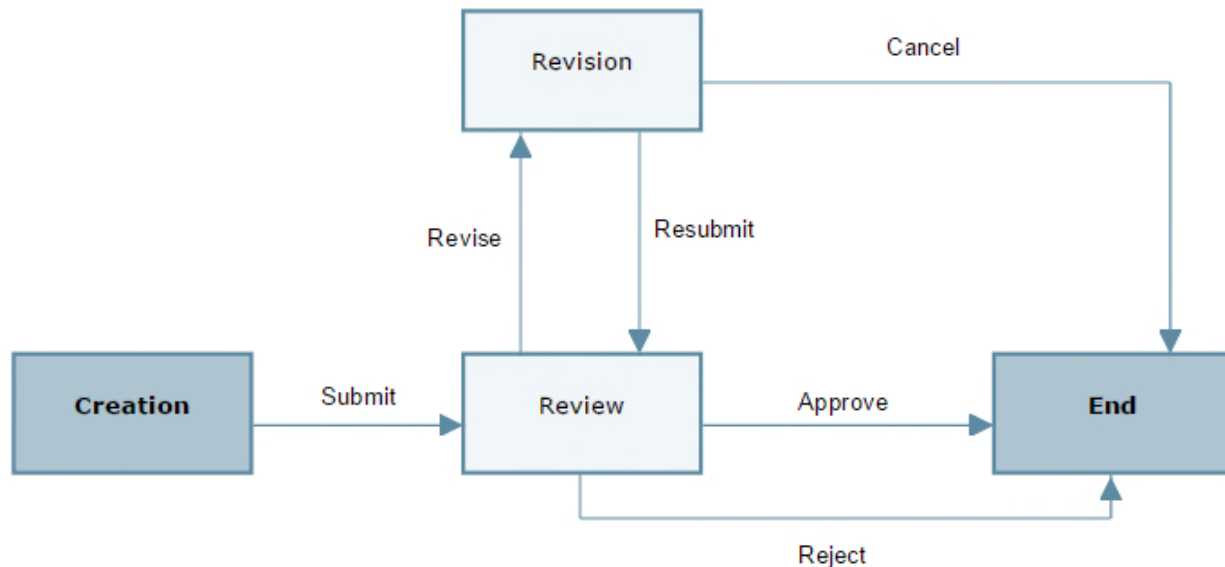 Revision
Cancel
Revise
Resubmit
Creation
Submit
Review
Approve
End
Reject